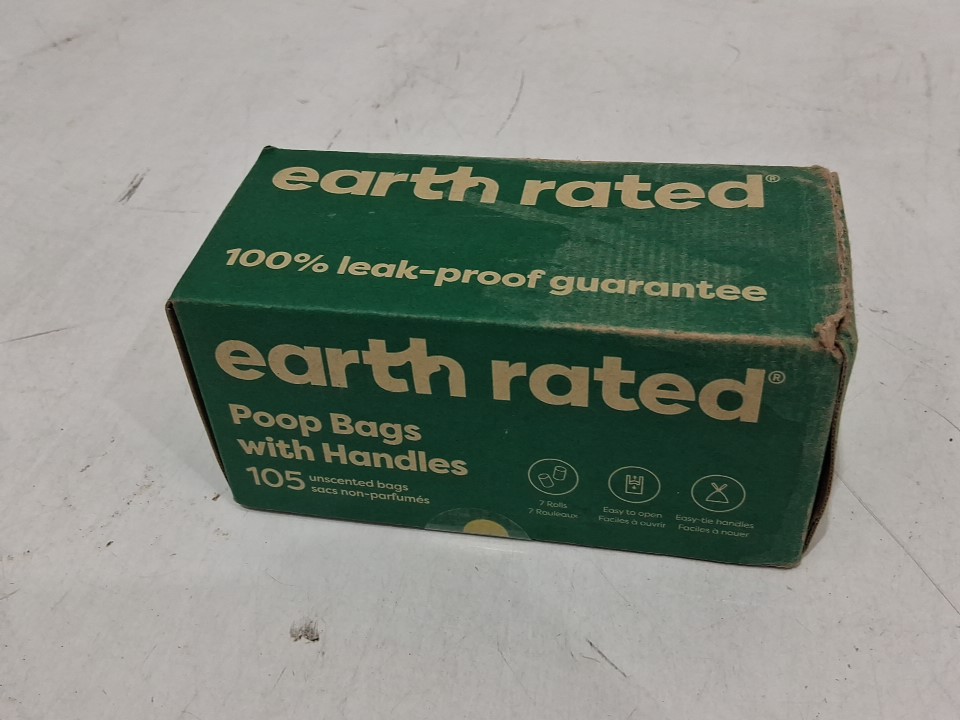 earth rated®
100% leak-proof guarantee
earth rated®
Poop Bags
with Handles
105 unscented bags
sacs non-parfumés
7 Rolls
7 Rouleaux
Easy to open
Faciles à ouvrir
Easy-tie handles
Faciles à nouer